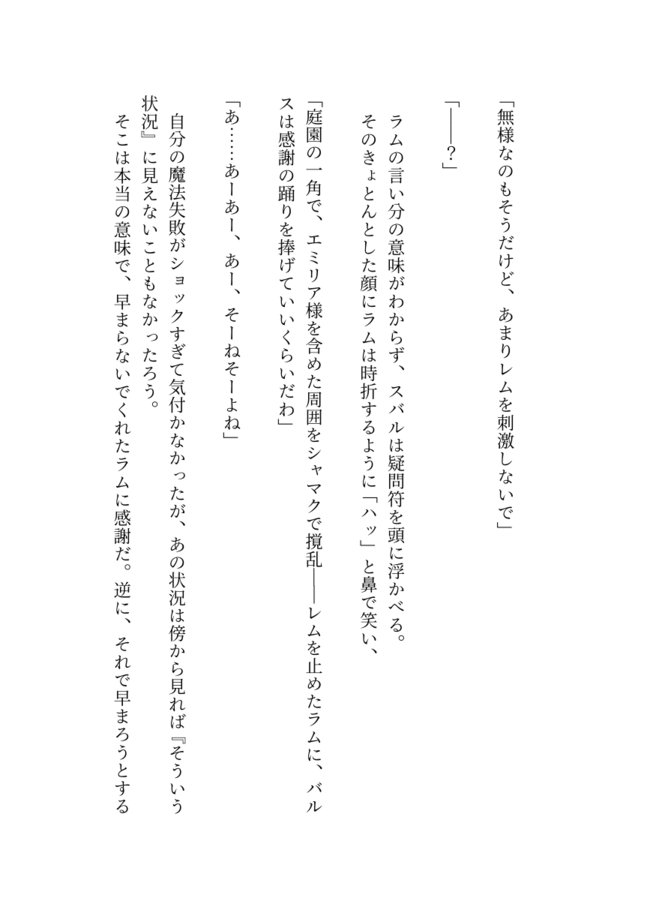 「無様なのもそうだけど、あまりレムを刺激しないで」
「――？」
ラムの言い分の意味がわからず、スバルは疑問符を頭に浮かべる。
そのきょとんとした顔にラムは時折するように「ハッ」と鼻で笑い、
「庭園の一角で、エミリア様を含めた周囲をシャマクで撹乱――レムを止めたラムに、バル
スは感謝の踊りを捧げていいくらいだわ」
「あ……あーあー、あー、そーねそーよね」
自分の魔法失敗がショックすぎて気付かなかったが、あの状況は傍から見れば『そういう
状況』に見えないこともなかったろう。
そこは本当の意味で、早まらないでくれたラムに感謝だ。逆に、それで早まろうとする